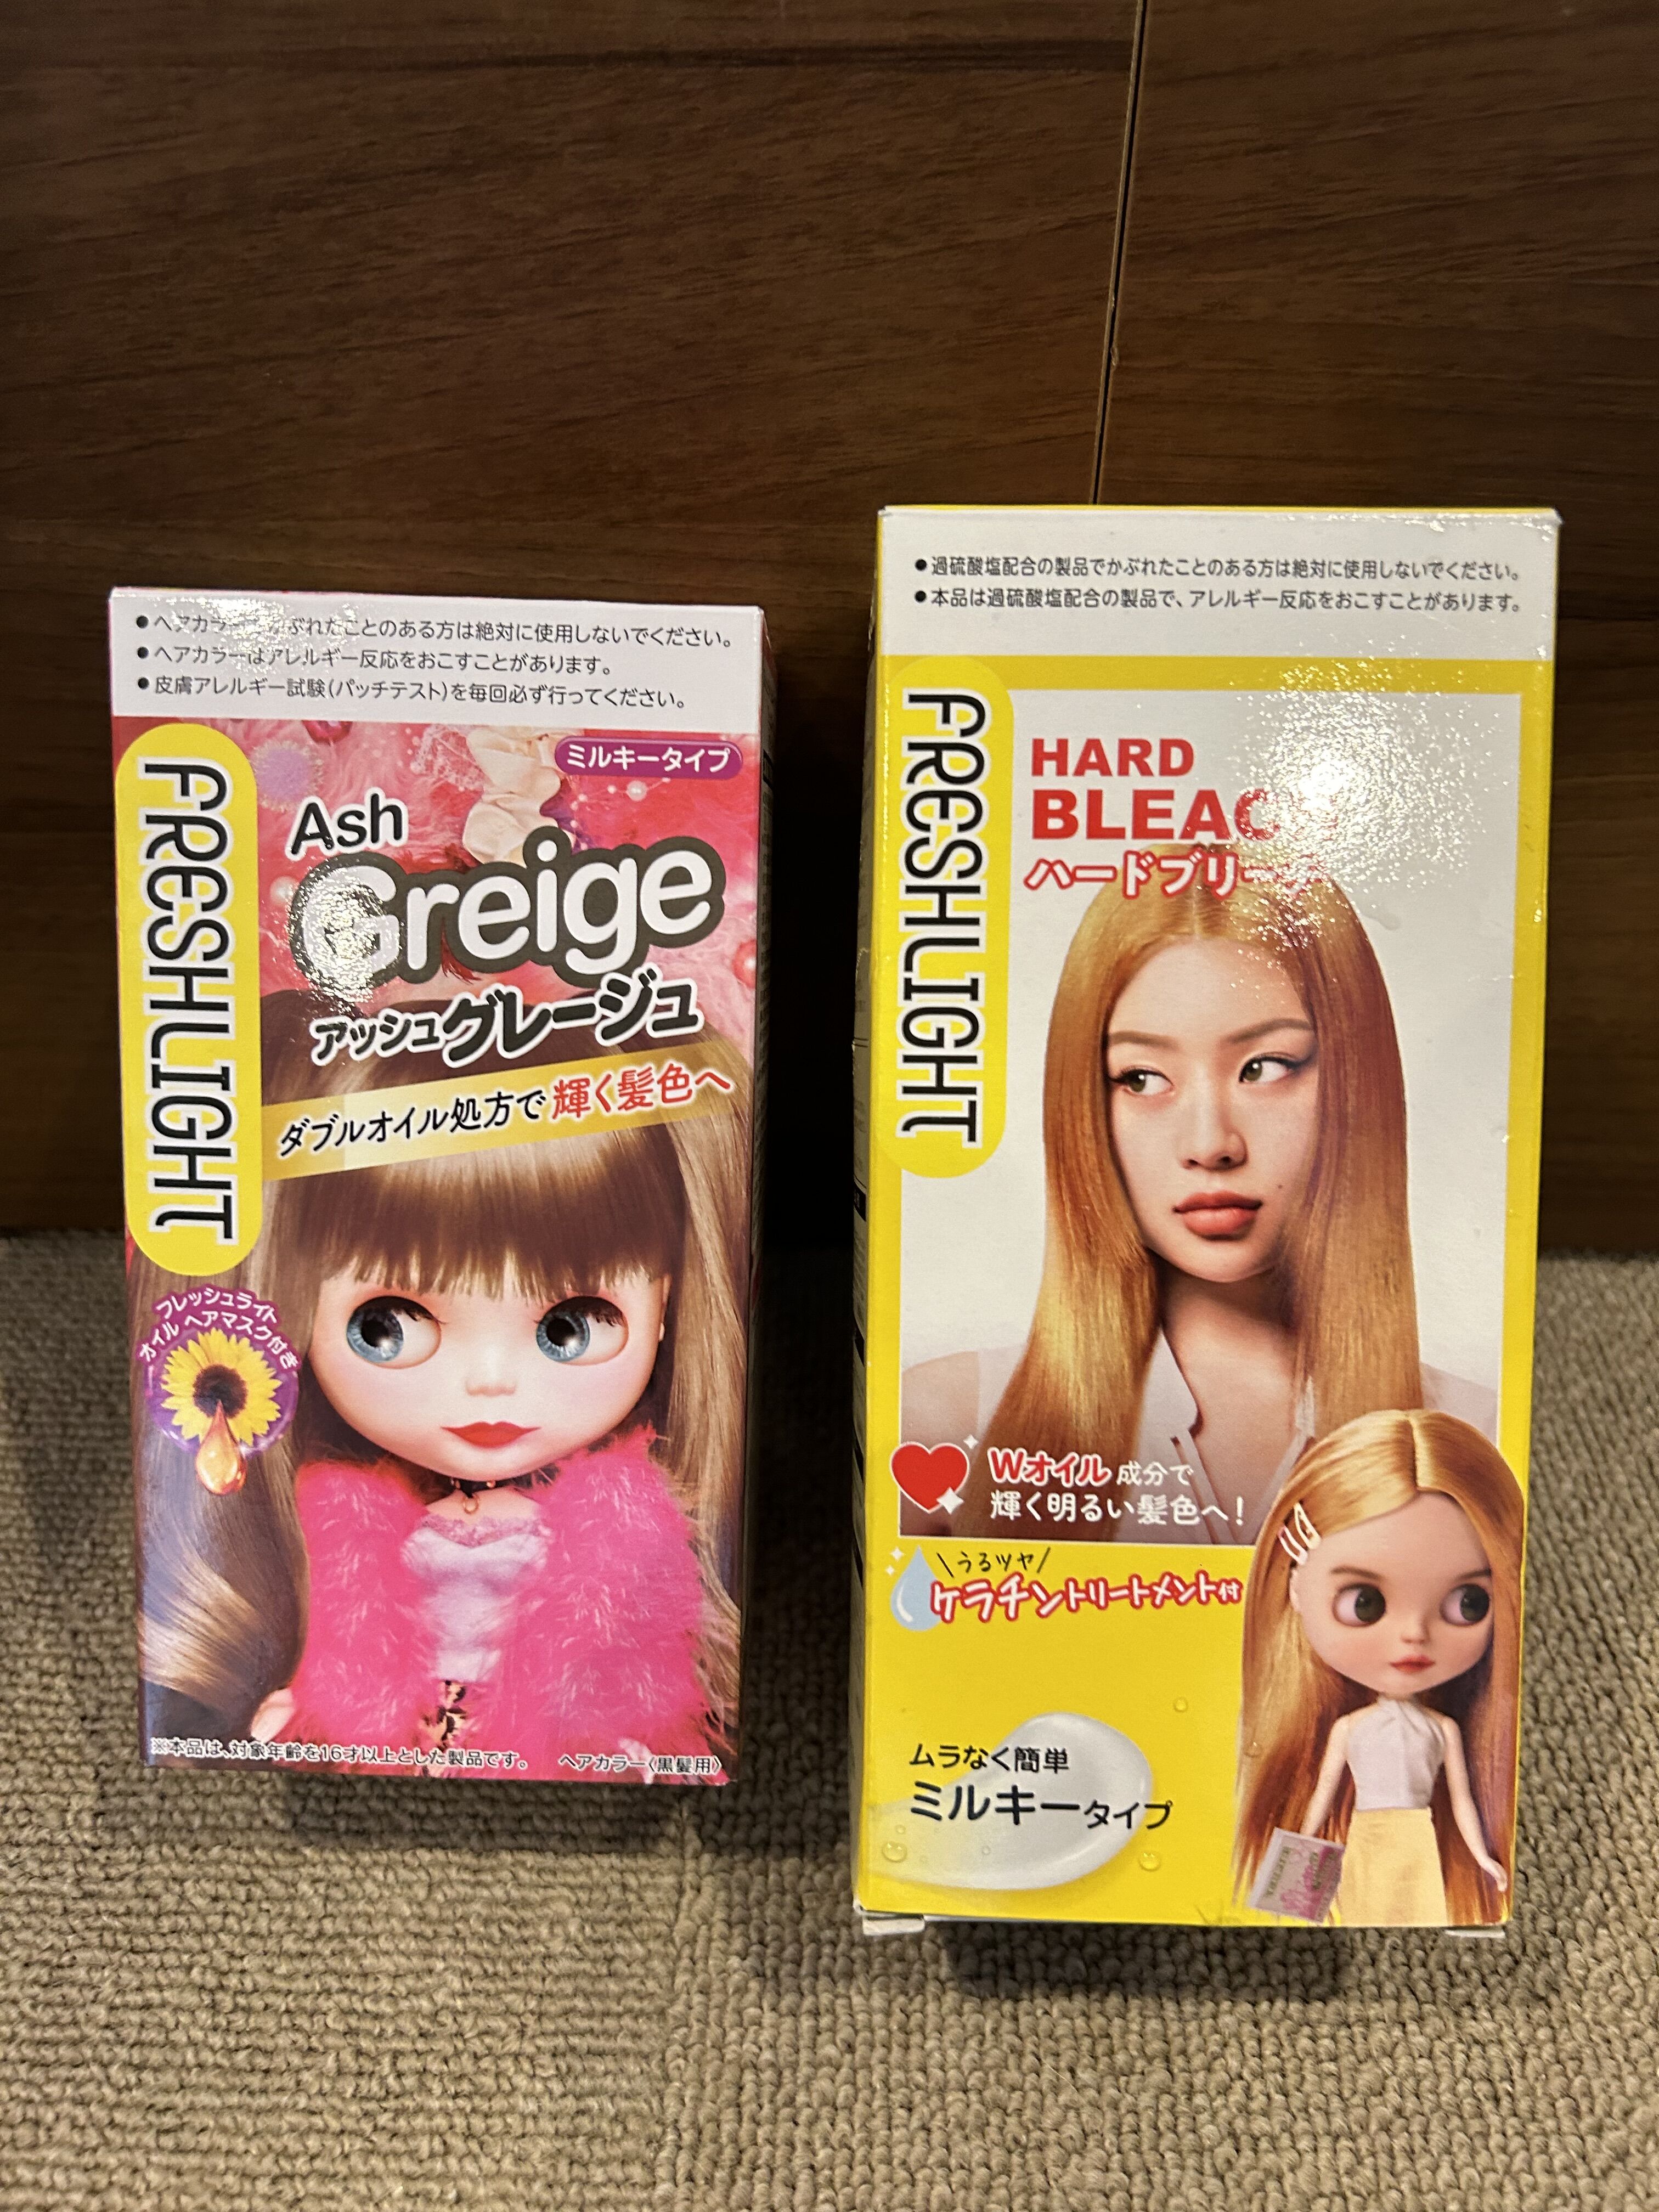 ●ヘアカラーでかぶれたことのある方は絶対に使用しないでください。
●ヘアカラーはアレルギー反応をおこすことがあります。
●皮膚アレルギー試験(パッチテスト)を毎回必ず行ってください。
FRESHLIGHT
ミルキータイプ
Ash
Greige
アッシュグレージュ
ダブルオイル処方で輝く髪色へ
フレッシュライト
オイル ヘアマスク付き
※本品は、対象年齢を16才以上とした製品です。
ヘアカラー〈黒髪用〉
●過硫酸塩配合の製品でかぶれたことのある方は絶対に使用しないでください。
●本品は過硫酸塩配合の製品で、アレルギー反応をおこすことがあります。
FRESHLIGHT
HARD
BLEACH
ハードブリーチ
Wオイル成分で
輝く明るい髪色へ!
\うるツヤ/
ケラチントリートメント付
ムラなく簡単
ミルキータイプ